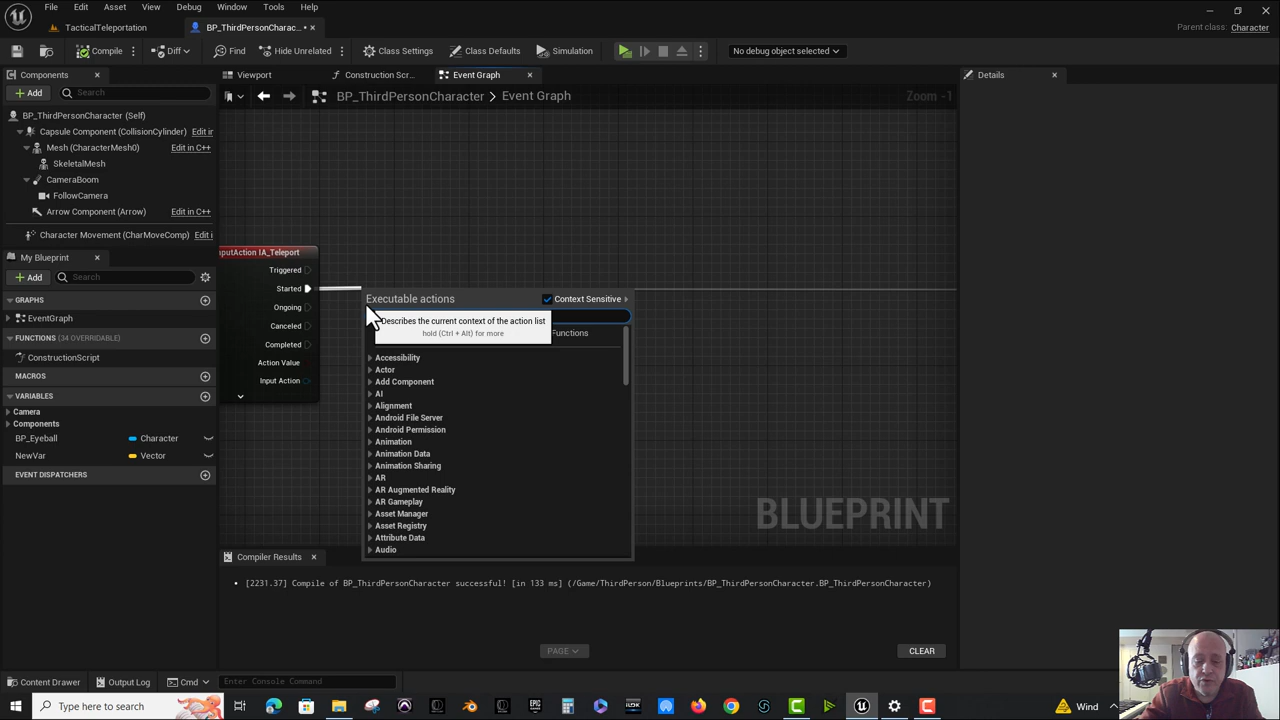 File Edit Asset View Debug Window Tools Help
TacticalTeleportation
BP_ThirdPersonCharac...
Parent class: Character
Compile Diff Find Hide Unrelated Class Settings Class Defaults Simulation No debug object selected
Components
Add Search
BP_ThirdPersonCharacter (Self)
Capsule Component (CollisionCylinder) Edit in
Mesh (CharacterMesh0) Edit in C++
SkeletalMesh
CameraBoom
FollowCamera
Arrow Component (Arrow) Edit in C++
Character Movement (CharMoveComp) Edit i
My Blueprint
Add Search
GRAPHS
EventGraph
FUNCTIONS (34 OVERRIDABLE)
ConstructionScript
MACROS
VARIABLES
Camera
Components
BP_Eyeball Character
NewVar Vector
EVENT DISPATCHERS
Viewport Construction Scr... Event Graph
BP_ThirdPersonCharacter > Event Graph
Zoom -1
nputAction IA_Teleport
Triggered
Started
Ongoing
Canceled
Completed
Action Value
Input Action
Executable actions Context Sensitive
Describes the current context of the action list
hold (Ctrl + Alt) for more
Functions
Accessibility
Actor
Add Component
AI
Alignment
Android File Server
Android Permission
Animation
Animation Data
Animation Sharing
AR
AR Augmented Reality
AR Gameplay
Asset Manager
Asset Registry
Attribute Data
Audio
BLUEPRINT
Compiler Results
[2231.37] Compile of BP_ThirdPersonCharacter successful! [in 133 ms] (/Game/ThirdPerson/Blueprints/BP_ThirdPersonCharacter.BP_ThirdPersonCharacter)
PAGE
CLEAR
Details
Content Drawer Output Log Cmd Enter Console Command
Type here to search